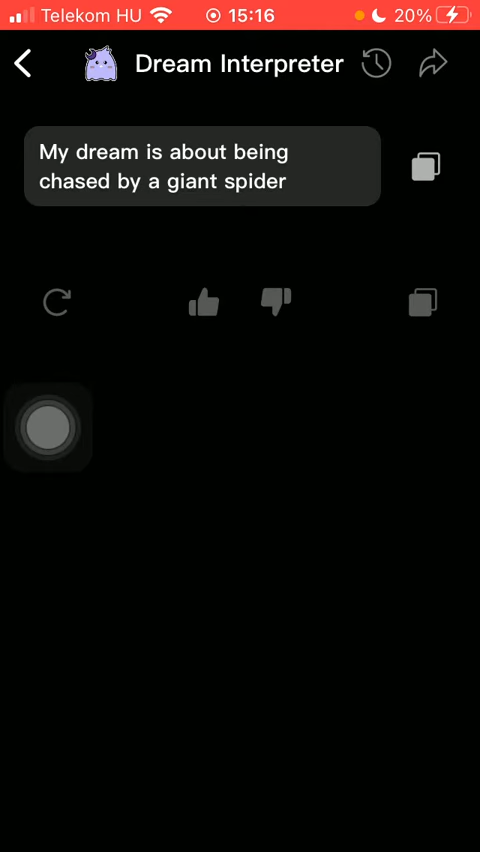 Telekom HU 15:16 20%
Dream Interpreter
My dream is about being
chased by a giant spider